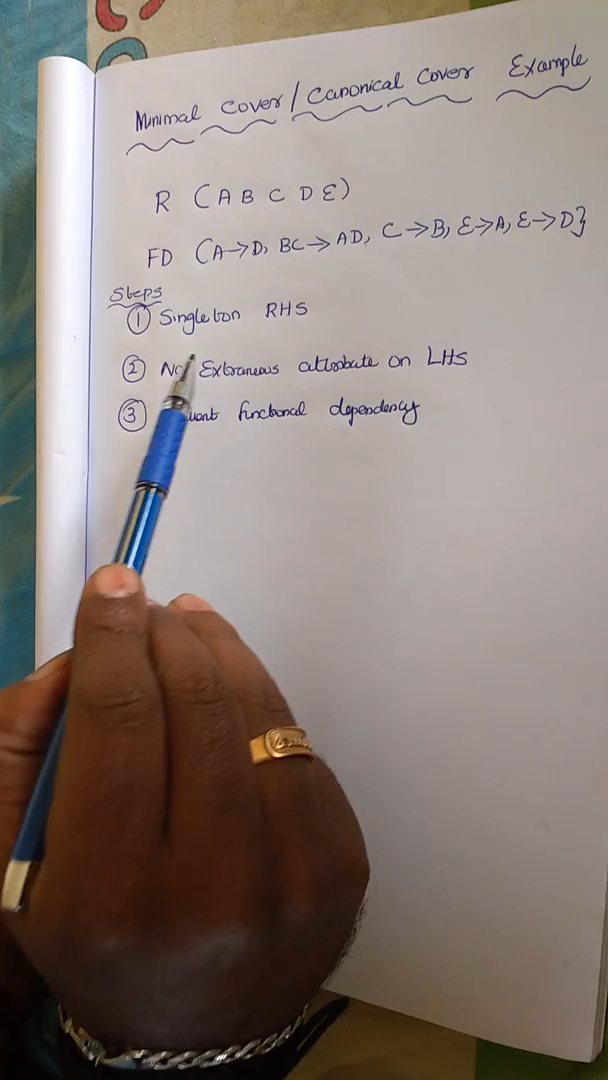 Minimal Cover / Canonical Cover Example
R (A B C D E)
FD (A→D, BC→AD, C→B, E→A, E→D}
Steps
① Singleton RHS
② Extraneous attribute on LHS
③ functional dependency